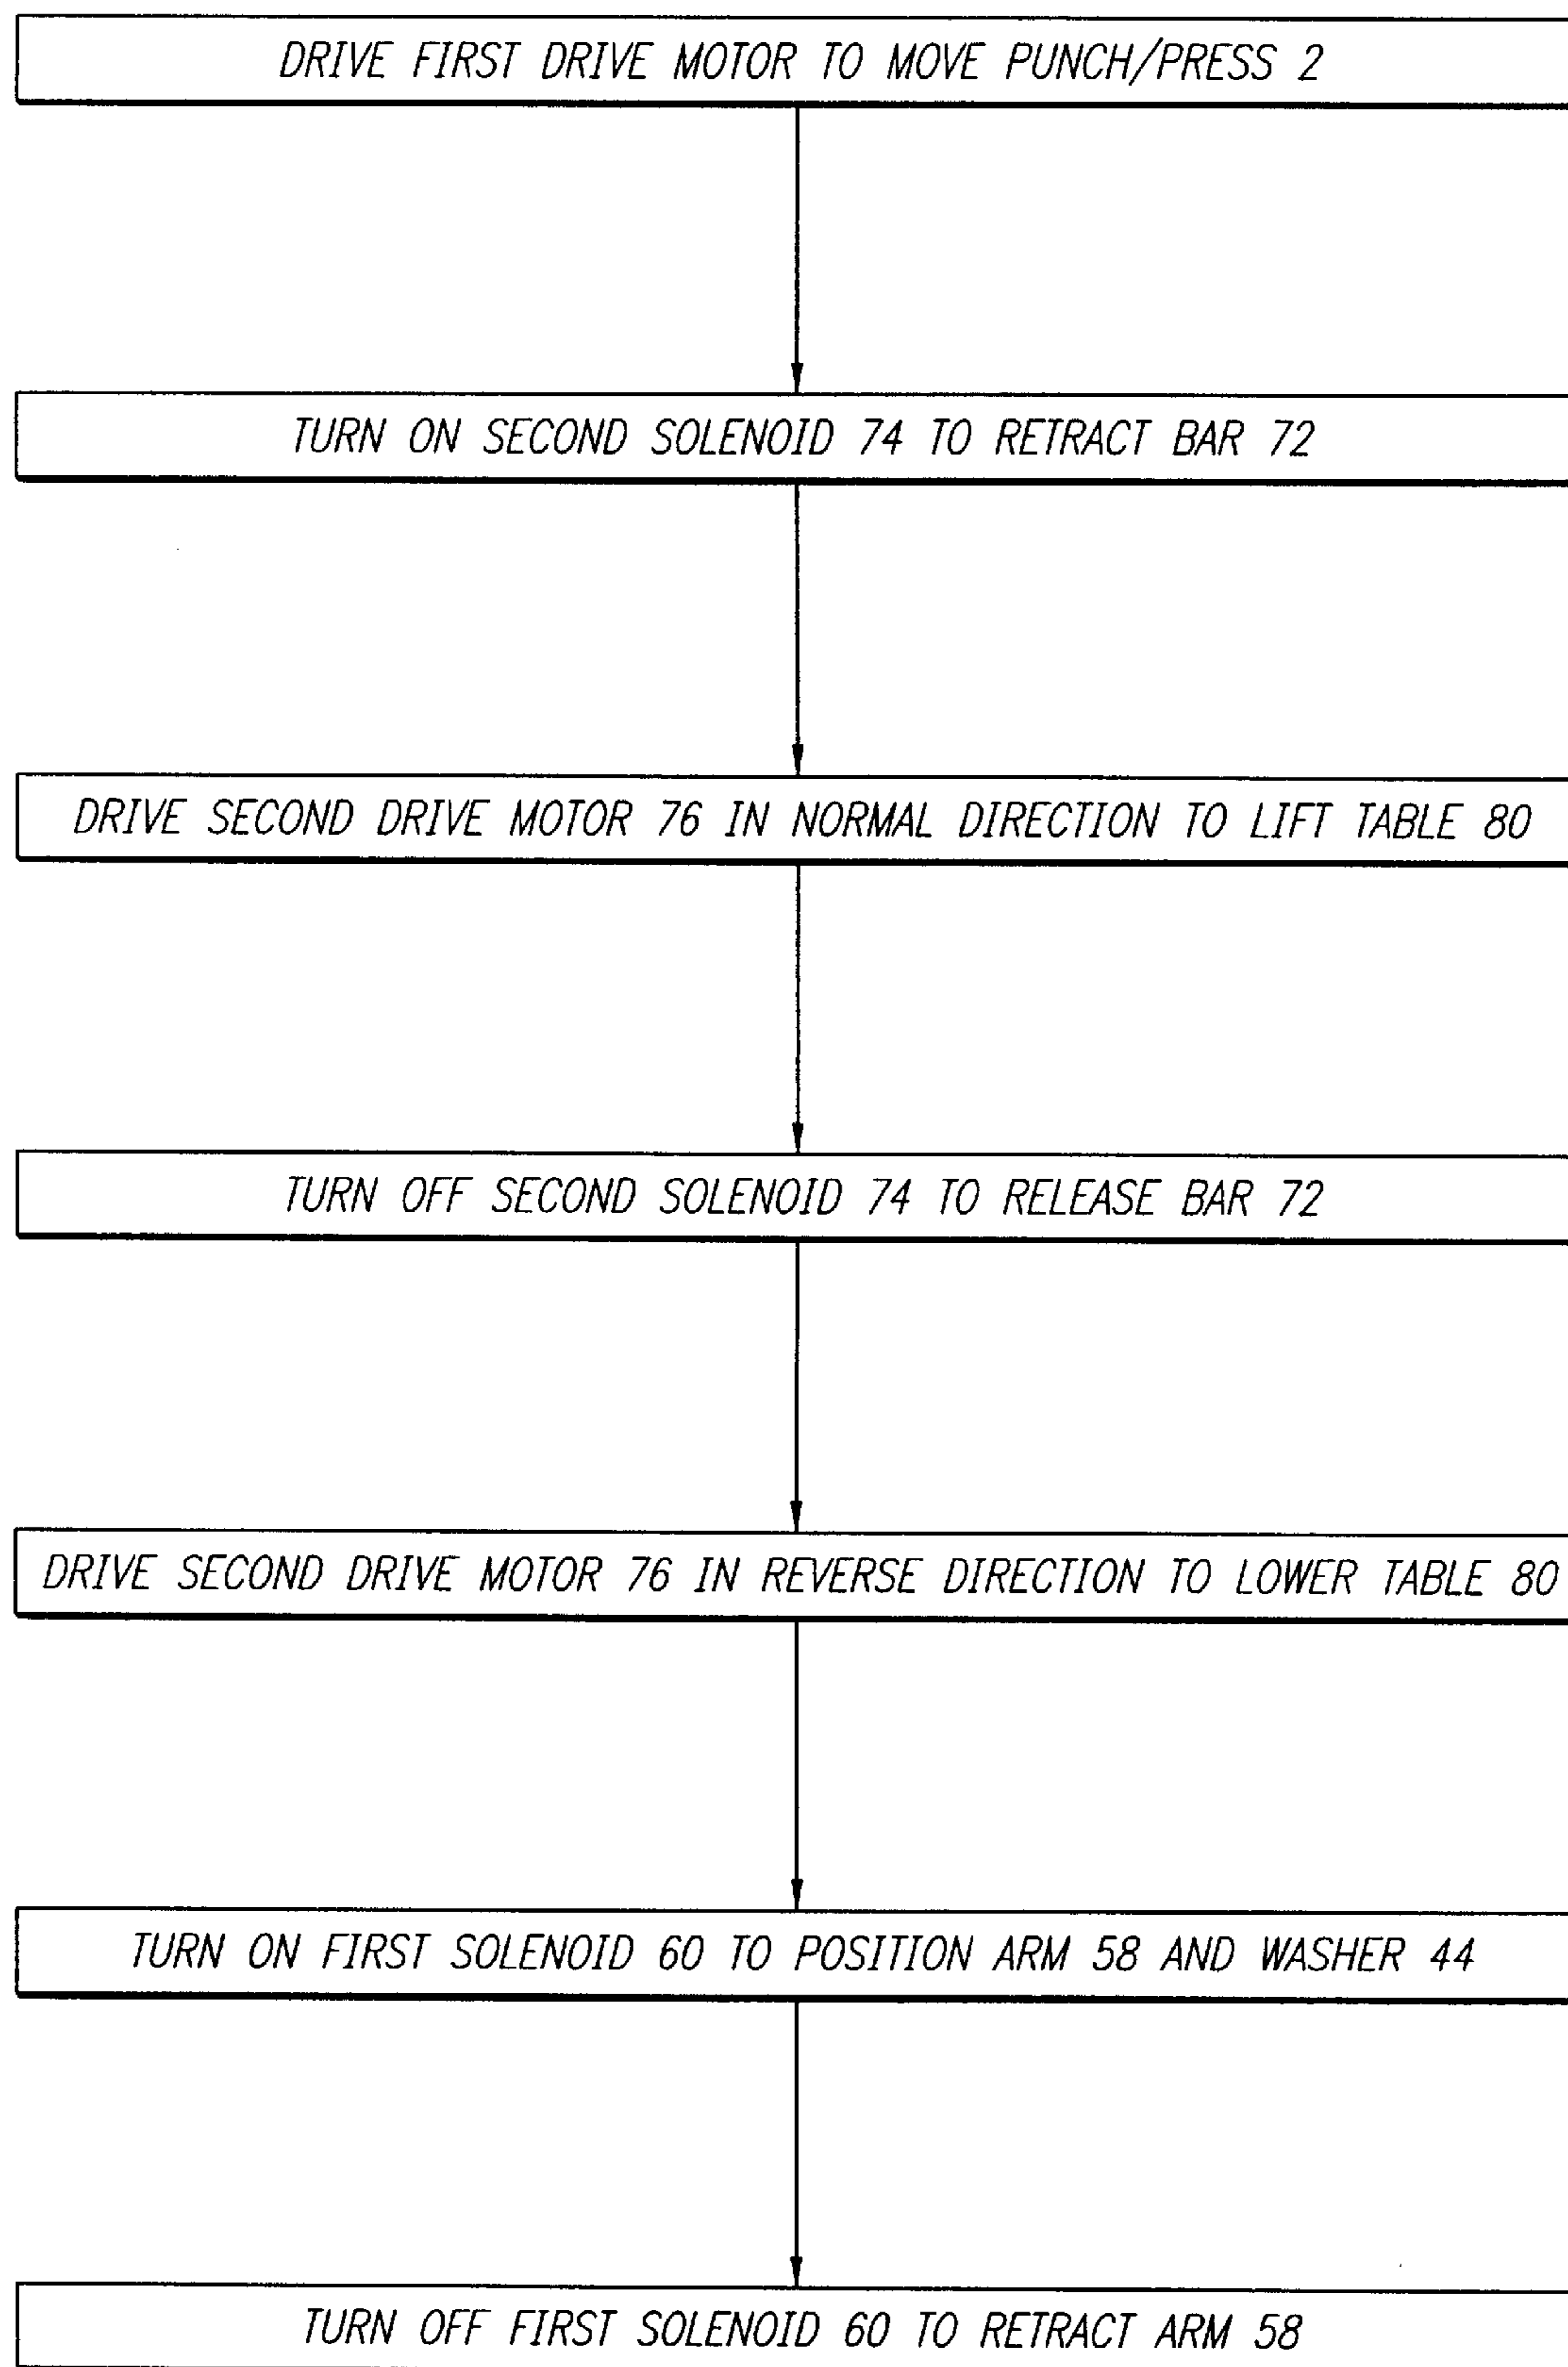 DRIVE FIRST DRIVE MOTOR TO MOVE PUNCH/PRESS 2
TURN ON SECOND SOLENOID 74 TO RETRACT BAR 72
DRIVE SECOND DRIVE MOTOR 76 IN NORMAL DIRECTION TO LIFT TABLE 80
TURN OFF SECOND SOLENOID 74 TO RELEASE BAR 72
DRIVE SECOND DRIVE MOTOR 76 IN REVERSE DIRECTION TO LOWER TABLE 80
TURN ON FIRST SOLENOID 60 TO POSITION ARM 58 AND WASHER 44
TURN OFF FIRST SOLENOID 60 TO RETRACT ARM 58